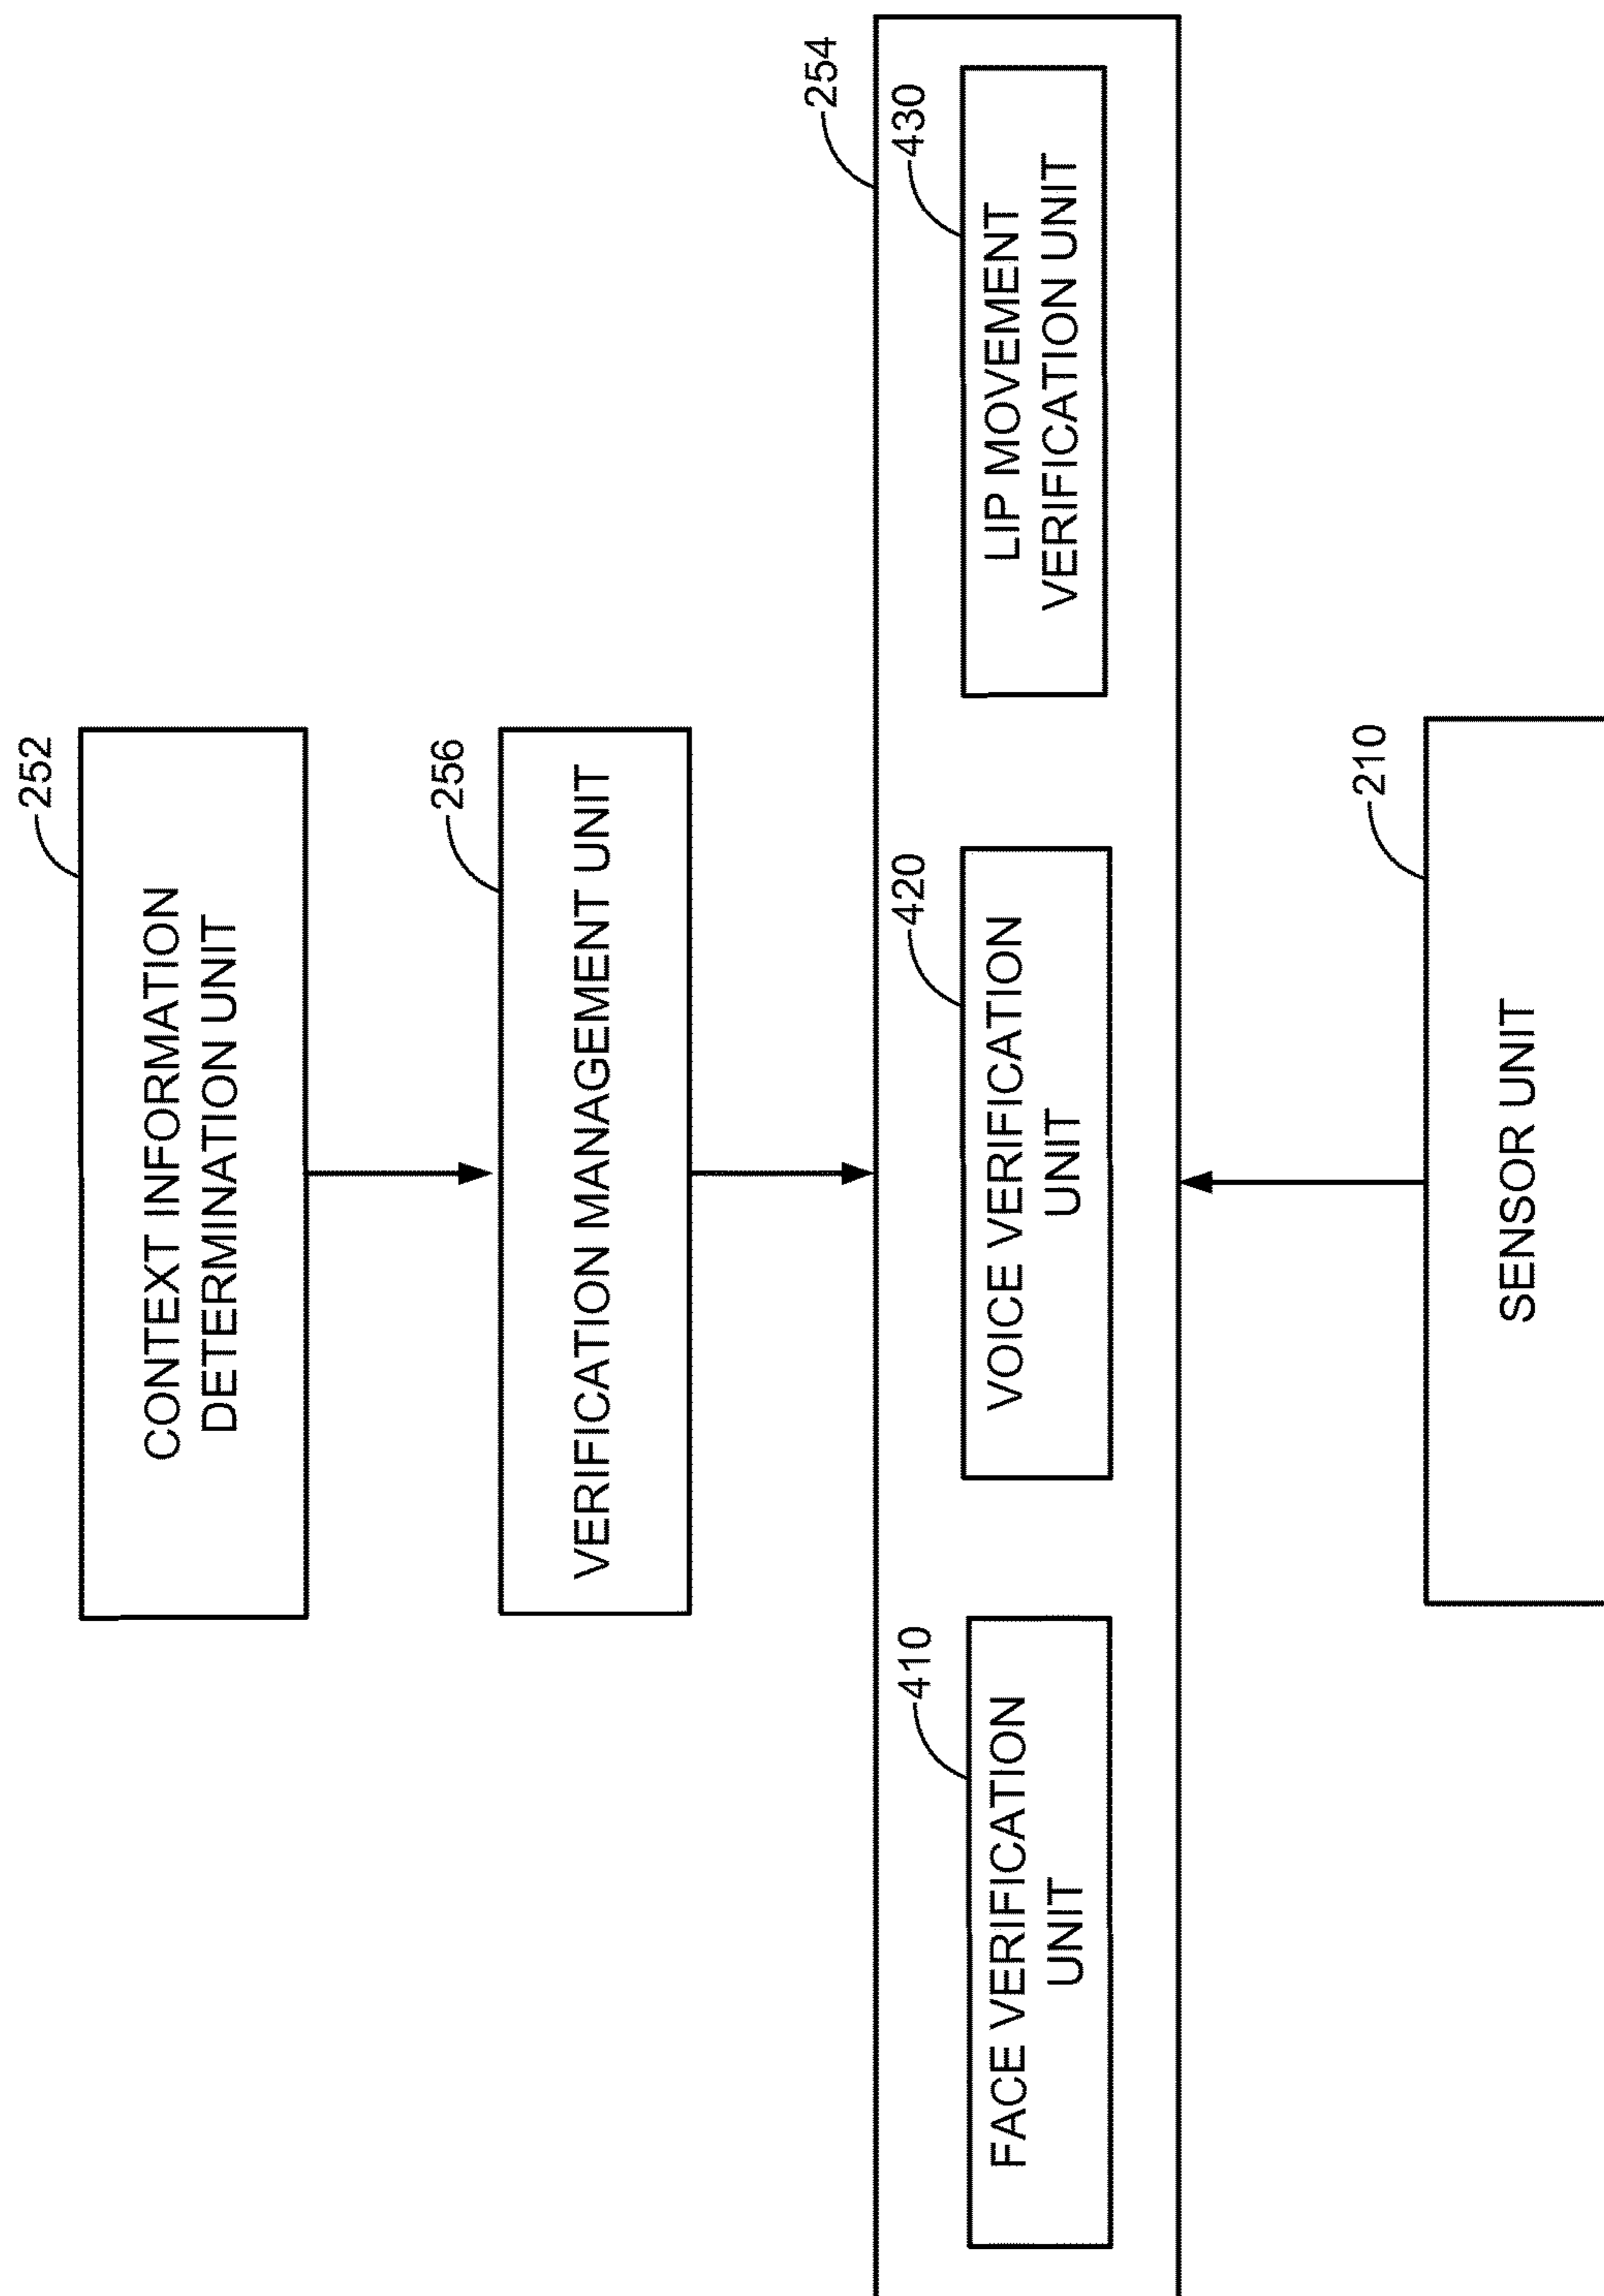 252
CONTEXT INFORMATION
DETERMINATION UNIT
256
VERIFICATION MANAGEMENT UNIT
254
410
FACE VERIFICATION
UNIT
420
VOICE VERIFICATION
UNIT
430
LIP MOVEMENT
VERIFICATION UNIT
210
SENSOR UNIT